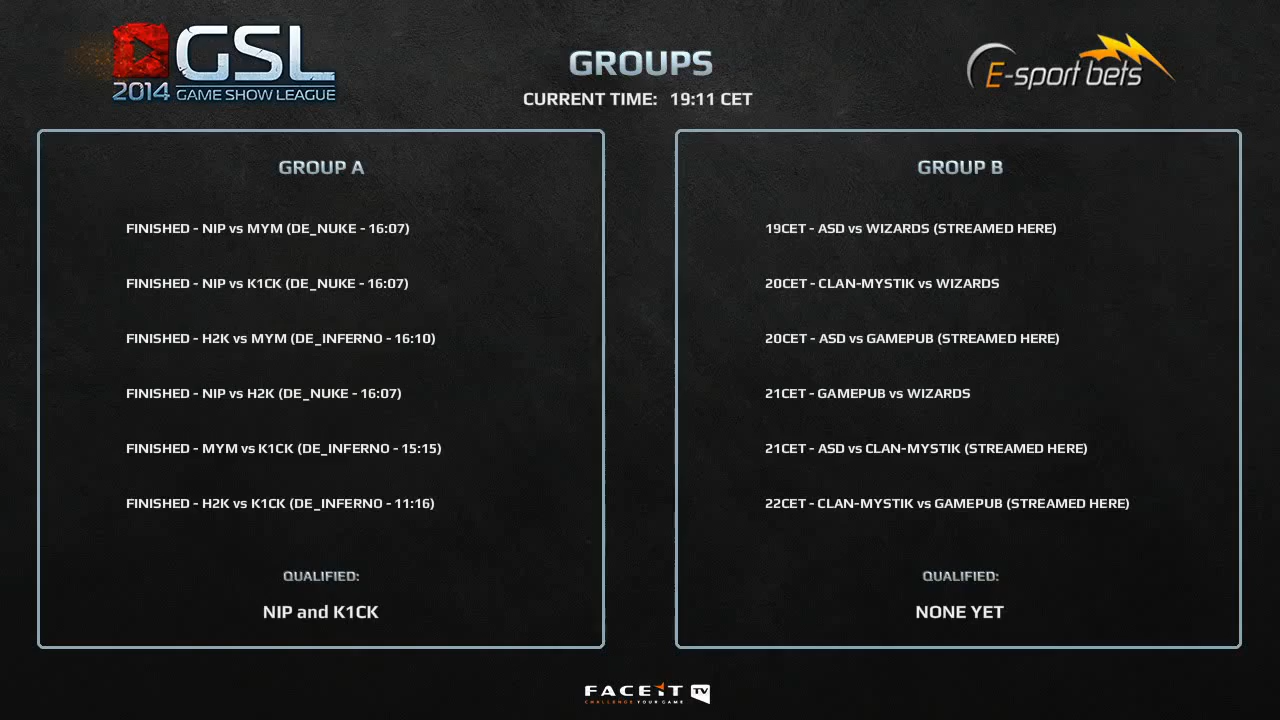 GSL
2014 GAME SHOW LEAGUE
GROUPS
CURRENT TIME: 19:11 CET
E-sport bets
GROUP A
FINISHED - NIP vs MYM (DE_NUKE - 16:07)
FINISHED - NIP vs K1CK (DE_NUKE - 16:07)
FINISHED - H2K vs MYM (DE_INFERNO - 16:10)
FINISHED - NIP vs H2K (DE_NUKE - 16:07)
FINISHED - MYM vs K1CK (DE_INFERNO - 15:15)
FINISHED - H2K vs K1CK (DE_INFERNO - 11:16)
QUALIFIED:
NIP and K1CK
GROUP B
19CET - ASD vs WIZARDS (STREAMED HERE)
20CET - CLAN-MYSTIK vs WIZARDS
20CET - ASD vs GAMEPUB (STREAMED HERE)
21CET - GAMEPUB vs WIZARDS
21CET - ASD vs CLAN-MYSTIK (STREAMED HERE)
22CET - CLAN-MYSTIK vs GAMEPUB (STREAMED HERE)
QUALIFIED:
NONE YET
FACEIT TV
CHALLENGE YOUR GAME